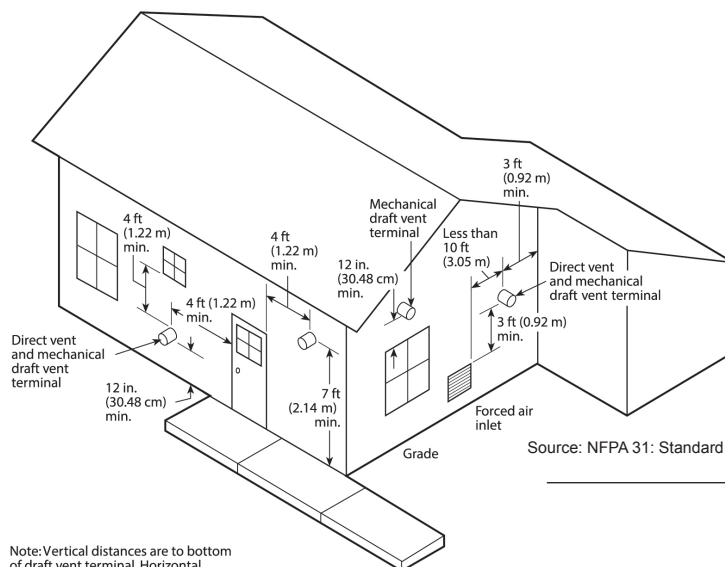 3 ft
(0.92 m)
min.
Mechanical
draft vent
terminal
4 ft
(1.22 m)
min.
4 ft
(1.22 m)
min.
Less than
10 ft
(3.05 m)
12 in.
(30.48 cm)
min.
Direct vent
and mechanical
draft vent terminal
4 ft (1.22 m)
min.
3 ft (0.92 m)
min.
Direct vent
and mechanical
draft vent
terminal
12 in.
(30.48 cm)
min.
7 ft
(2.14 m)
min.
Forced air
inlet
Grade
Source: NFPA 31: Standard
Note: Vertical distances are to bottom
of draft vent terminal. Horizontal